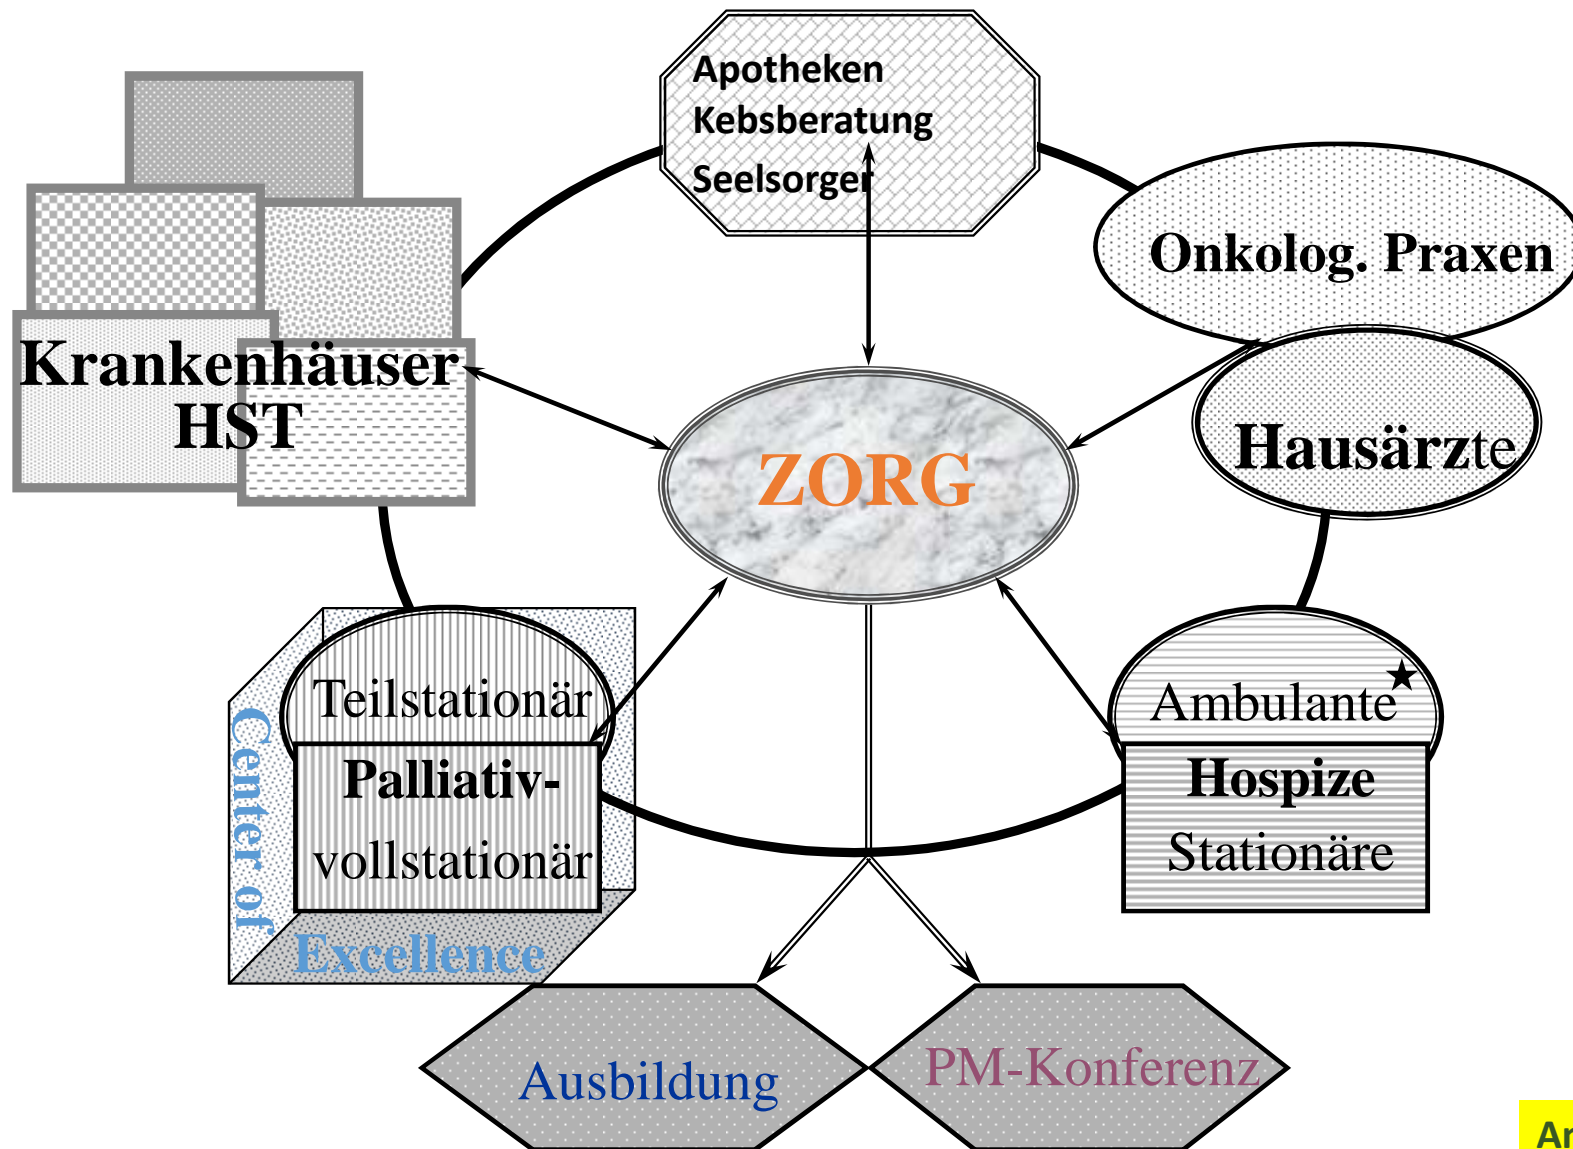 Apotheken
Kebsberatung
Seelsorger
Onkolog. Praxen
Krankenhäuser
HST
Hausärzte
ZORG
Teilstationär
Palliativ-
vollstationär
Center of
Excellence
Ambulante
Hospize
Stationäre
Ausbildung
PM-Konferenz